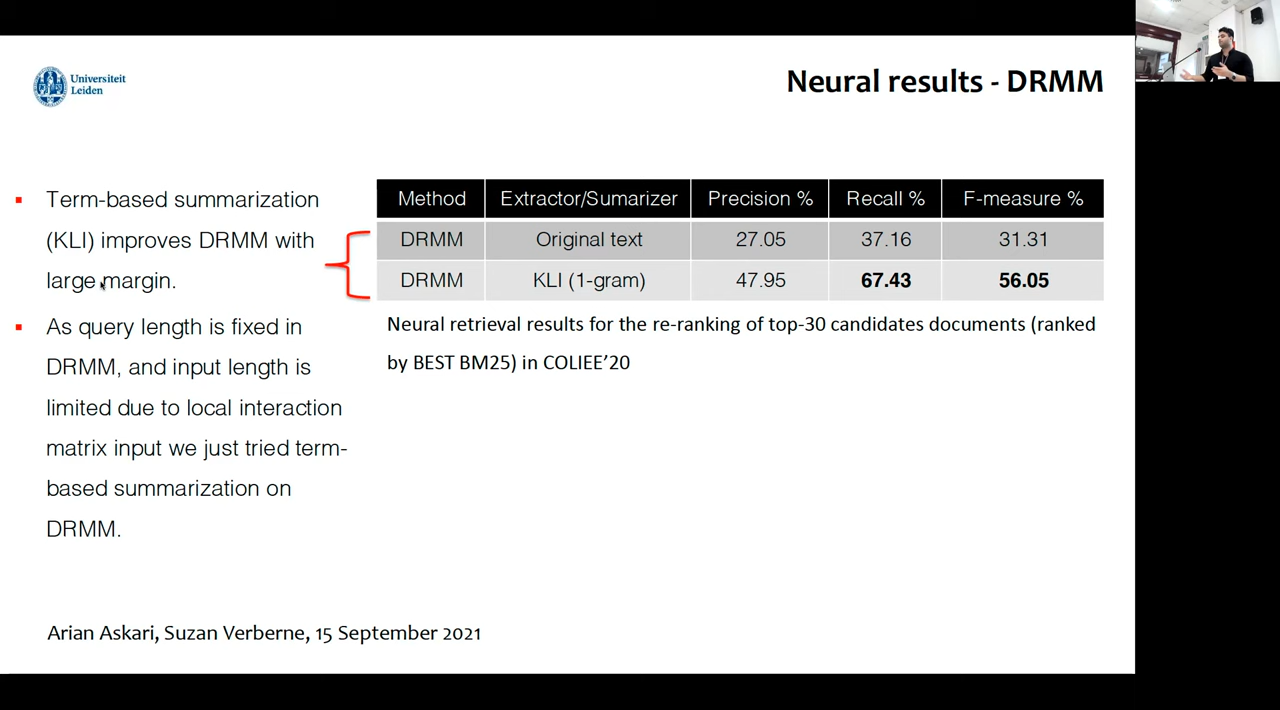 Universiteit
Leiden
Neural results - DRMM
Term-based summarization
(KLI) improves DRMM with
large margin.
As query length is fixed in
DRMM, and input length is
limited due to local interaction
matrix input we just tried term-
based summarization on
DRMM.
Method Extractor/Sumarizer Precision % Recall % F-measure %
DRMM Original text 27.05 37.16 31.31
DRMM KLI (1-gram) 47.95 67.43 56.05
Neural retrieval results for the re-ranking of top-30 candidates documents (ranked
by BEST BM25) in COLIEE’20
Arian Askari, Suzan Verberne, 15 September 2021